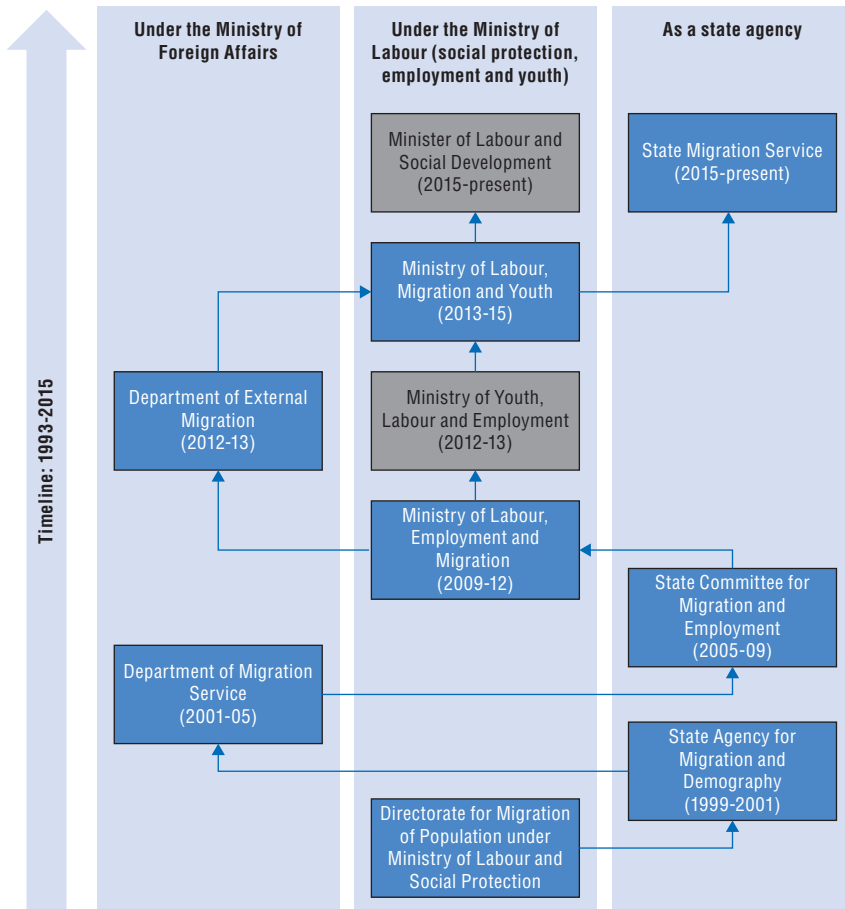 Under the Ministry of
Foreign Affairs
Under the Ministry of
Labour (social protection,
employment and youth)
As a state agency
Minister of Labour and
Social Development
(2015-present)
State Migration Service
(2015-present)
Ministry of Labour,
Migration and Youth
(2013-15)
Department of External
Migration
(2012-13)
Ministry of Youth,
Labour and Employment
(2012-13)
Timeline: 1993-2015
Ministry of Labour,
Employment and
Migration
(2009-12)
State Committee for
Migration and
Employment
(2005-09)
Department of Migration
Service
(2001-05)
State Agency for
Migration and
Demography
(1999-2001)
Directorate for Migration
of Population under
Ministry of Labour and
Social Protection